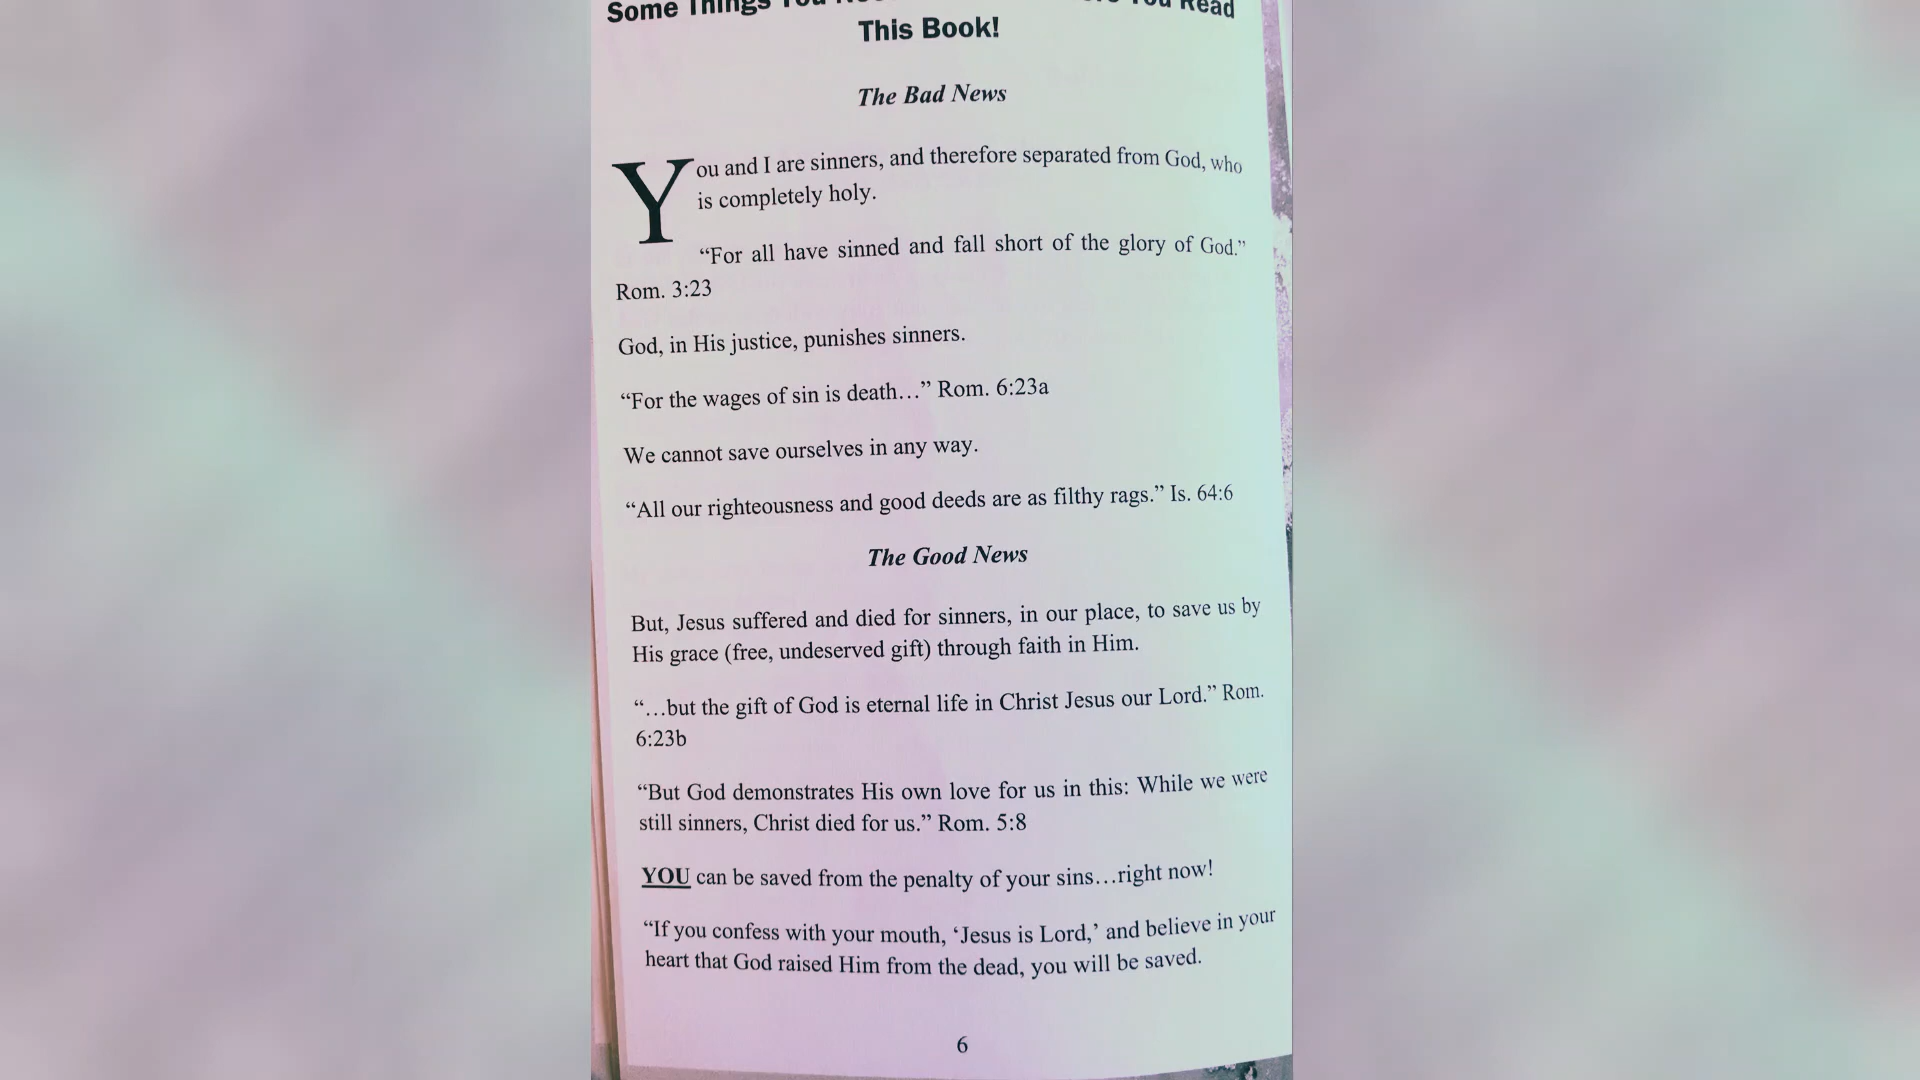 Some Things You Read
This Book!
The Bad News
You and I are sinners, and therefore separated from God, who
is completely holy.
“For all have sinned and fall short of the glory of God.”
Rom. 3:23
God, in His justice, punishes sinners.
“For the wages of sin is death…” Rom. 6:23a
We cannot save ourselves in any way.
“All our righteousness and good deeds are as filthy rags.” Is. 64:6
The Good News
But, Jesus suffered and died for sinners, in our place, to save us by
His grace (free, undeserved gift) through faith in Him.
“…but the gift of God is eternal life in Christ Jesus our Lord.” Rom.
6:23b
“But God demonstrates His own love for us in this: While we were
still sinners, Christ died for us.” Rom. 5:8
YOU can be saved from the penalty of your sins…right now!
“If you confess with your mouth, ‘Jesus is Lord,’ and believe in your
heart that God raised Him from the dead, you will be saved.
6